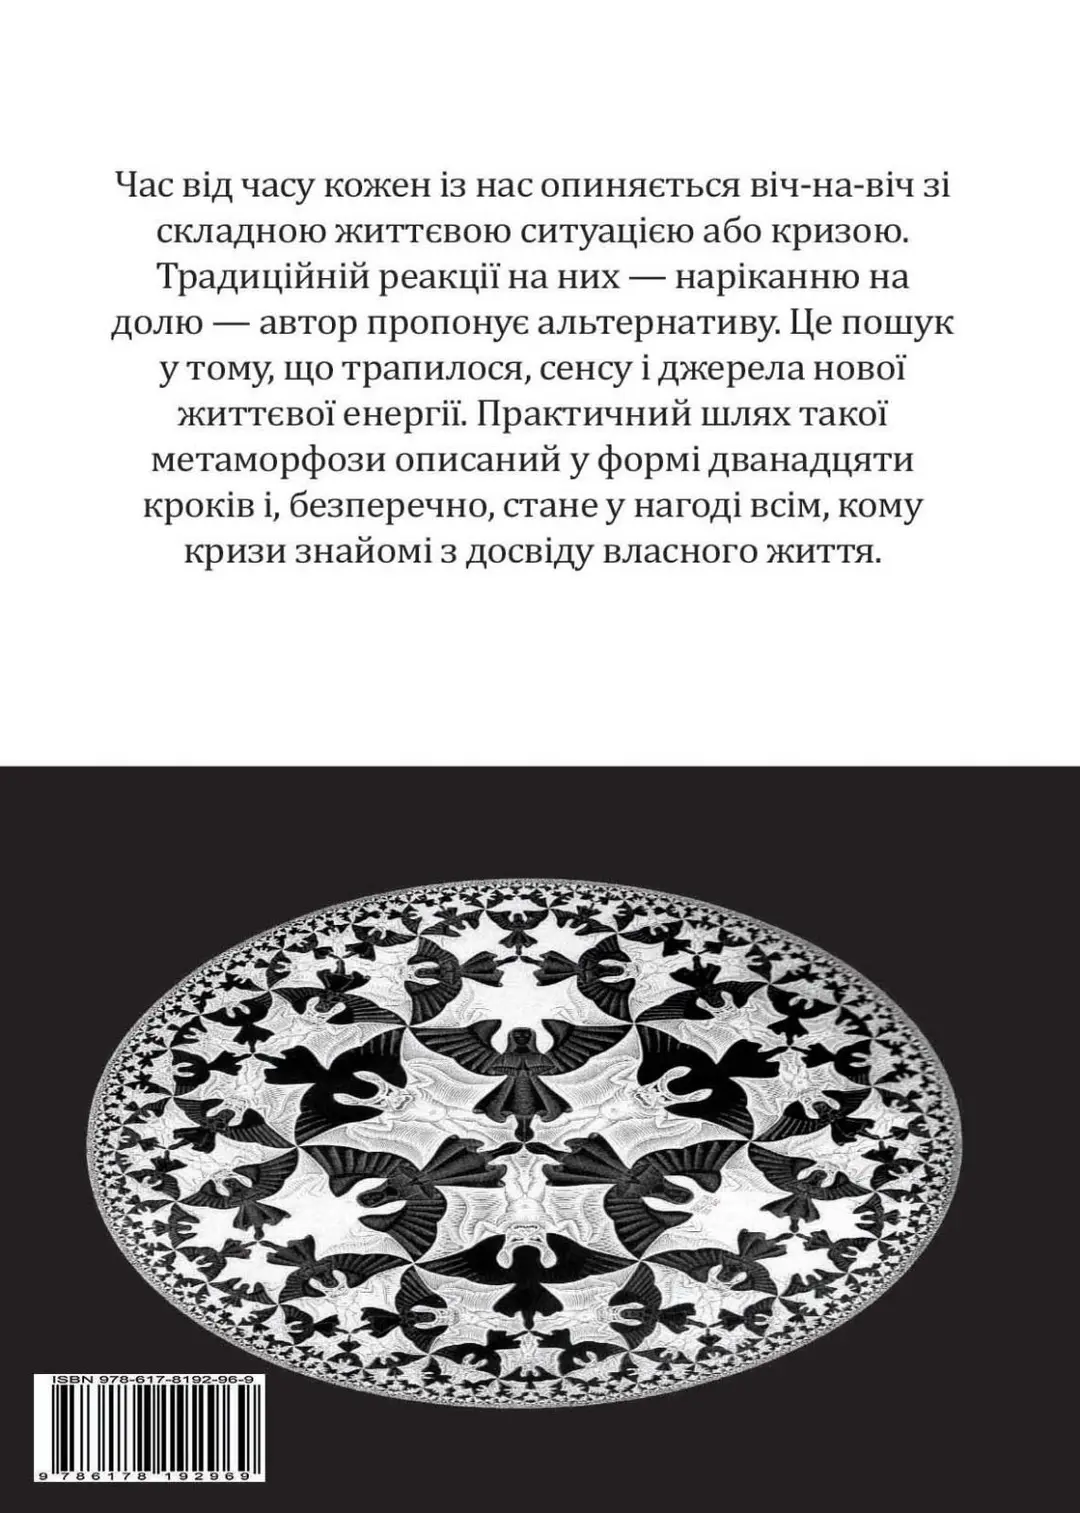 Час від часу кожен із нас опиняється віч-на-віч зі
складною життєвою ситуацією або кризою.
Традиційній реакції на них — наріканню на
долю — автор пропонує альтернативу. Це пошук
у тому, що трапилося, сенсу і джерела нової
життєвої енергії. Практичний шлях такої
метаморфози описаний у формі дванадцяти
кроків і, безперечно, стане у нагоді всім, кому
кризи знайомі з досвіду власного життя.
ISBN 978-617-8192-96-9
9 786178 192969